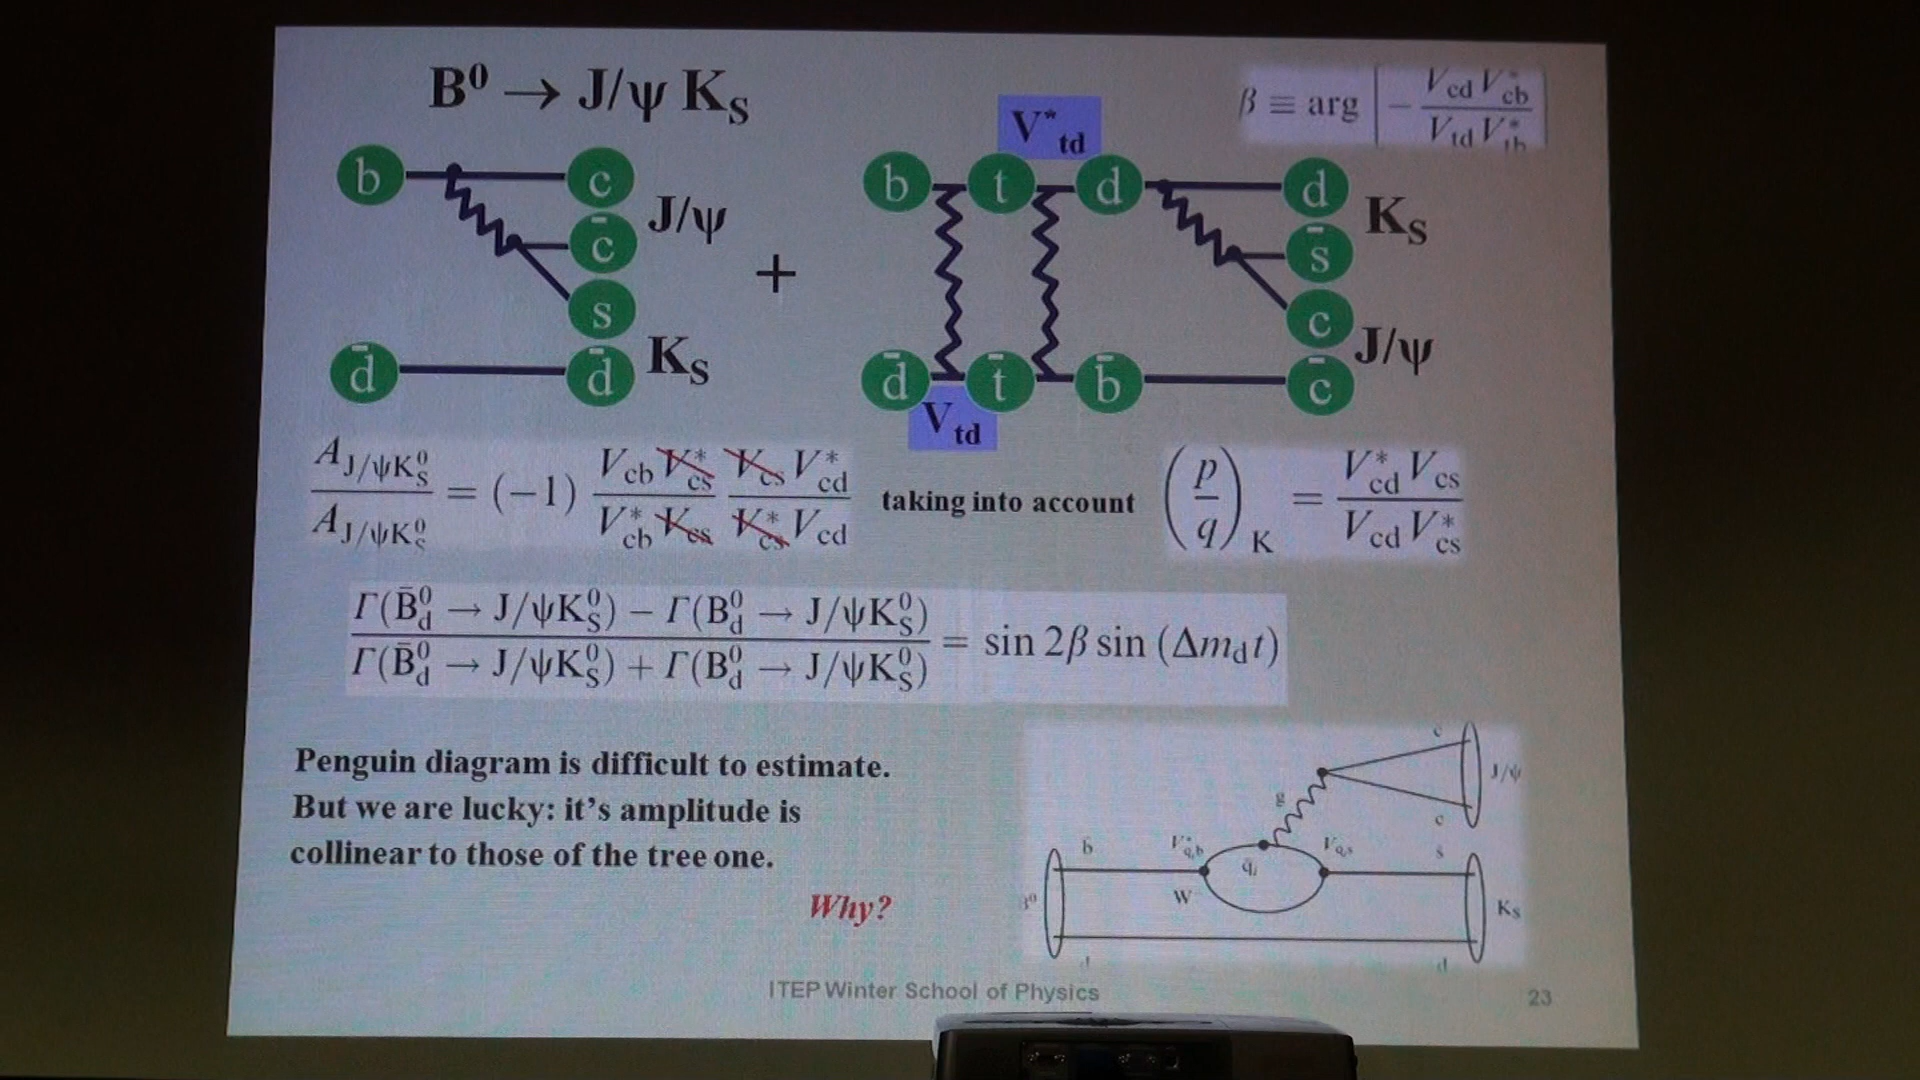 B⁰ → J/ψ K_S
β ≡ arg [ − V_cd V*_cb / V_td V*_tb ]
V*_td
b c J/ψ
c̄
s
d̄ d̄ K_S
+
b t d d K_S
s̄
c J/ψ
d̄ t̄ b̄ c̄
V_td
A_J/ψK⁰_S / A_J/ψK⁰_S = (−1) V_cb V*_cs / V*_cb V_cs V_cs V*_cd / V*_cs V_cd taking into account (p/q)_K = V*_cd V_cs / V_cd V*_cs
Γ(B̄⁰_d → J/ψK⁰_S) − Γ(B⁰_d → J/ψK⁰_S) / Γ(B̄⁰_d → J/ψK⁰_S) + Γ(B⁰_d → J/ψK⁰_S) = sin 2β sin (Δm_d t)
Penguin diagram is difficult to estimate.
But we are lucky: it's amplitude is
collinear to those of the tree one.
Why?
c
J/ψ
g
c
b
s
W
K_S
d
ITEP Winter School of Physics
23